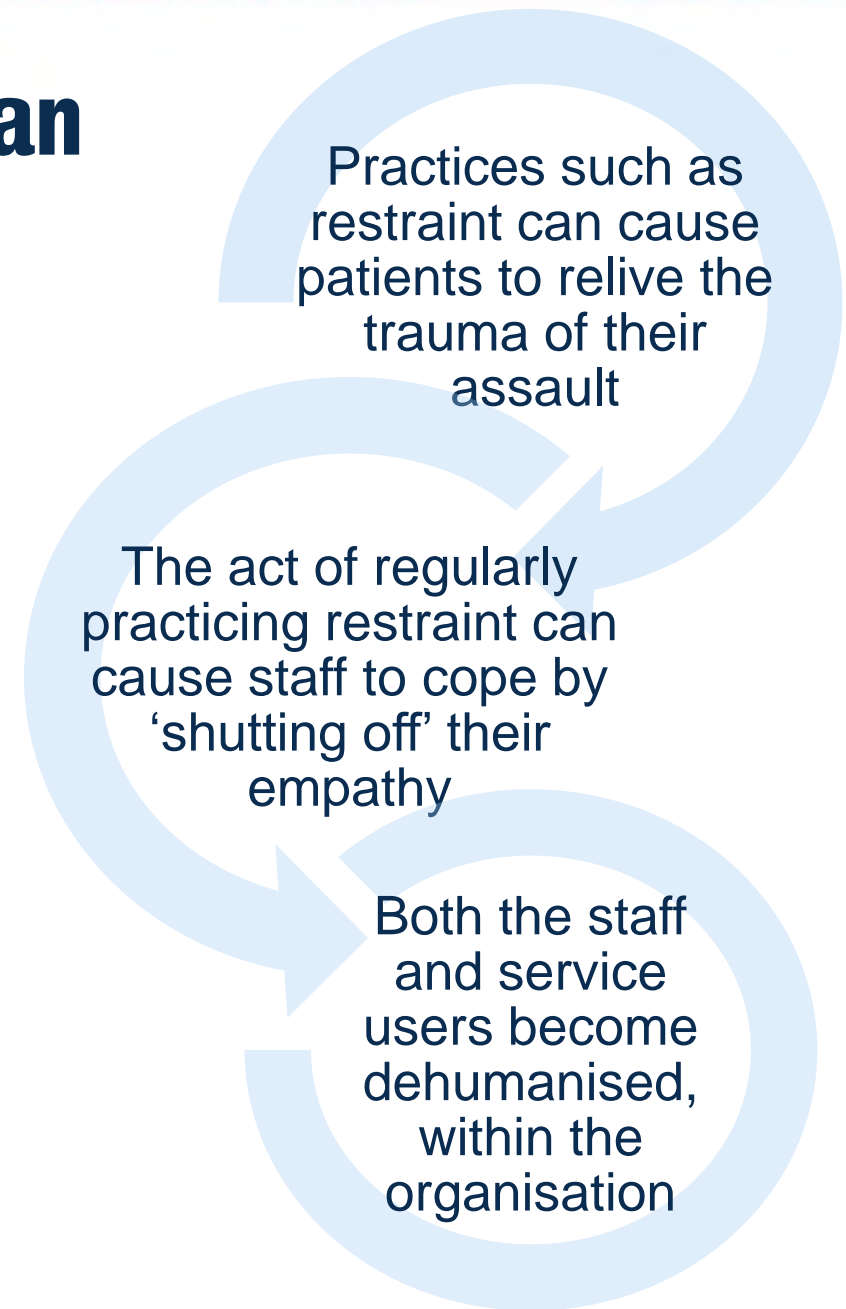 an
Practices such as
restraint can cause
patients to relive the
trauma of their
assault
The act of regularly
practicing restraint can
cause staff to cope by
‘shutting off’ their
empathy
Both the staff
and service
users become
dehumanised,
within the
organisation